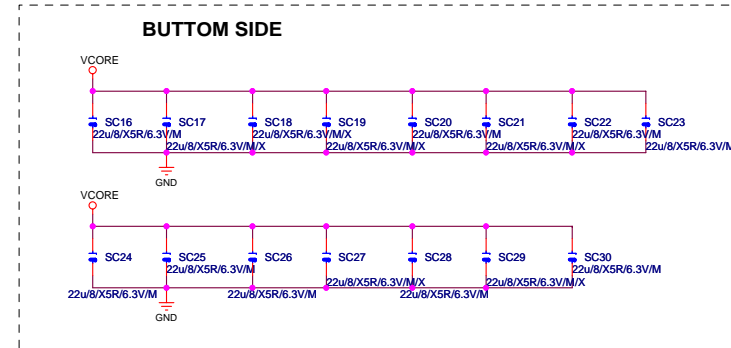 BUTTOM SIDE
VCORE
SC16 SC17 SC18 SC19 SC20 SC21 SC22 SC23
22u/8/X5R/6.3V/M 22u/8/X5R/6.3V/M/X 22u/8/X5R/6.3V/M 22u/8/X5R/6.3V/M
22u/8/X5R/6.3V/M/X 22u/8/X5R/6.3V/M/X 22u/8/X5R/6.3V/M/X 22u/8/X5R/6.3V/M
GND
VCORE
SC24 SC25 SC26 SC27 SC28 SC29 SC30
22u/8/X5R/6.3V/M 22u/8/X5R/6.3V/M
22u/8/X5R/6.3V/M/X 22u/8/X5R/6.3V/M/X
22u/8/X5R/6.3V/M 22u/8/X5R/6.3V/M 22u/8/X5R/6.3V/M
GND